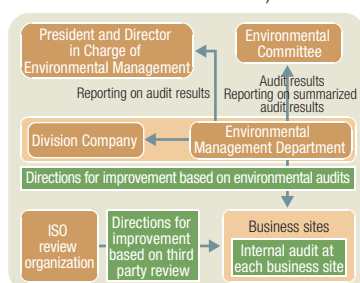 President and Director
in Charge of
Environmental Management
Environmental
Committee
Reporting on audit results
Audit results
Reporting on summarized
audit results
Division Company
Environmental
Management Department
Directions for improvement based on environmental audits
ISO
review
organization
Directions for
improvement
based on third
party review
Business sites
Internal audit at
each business site